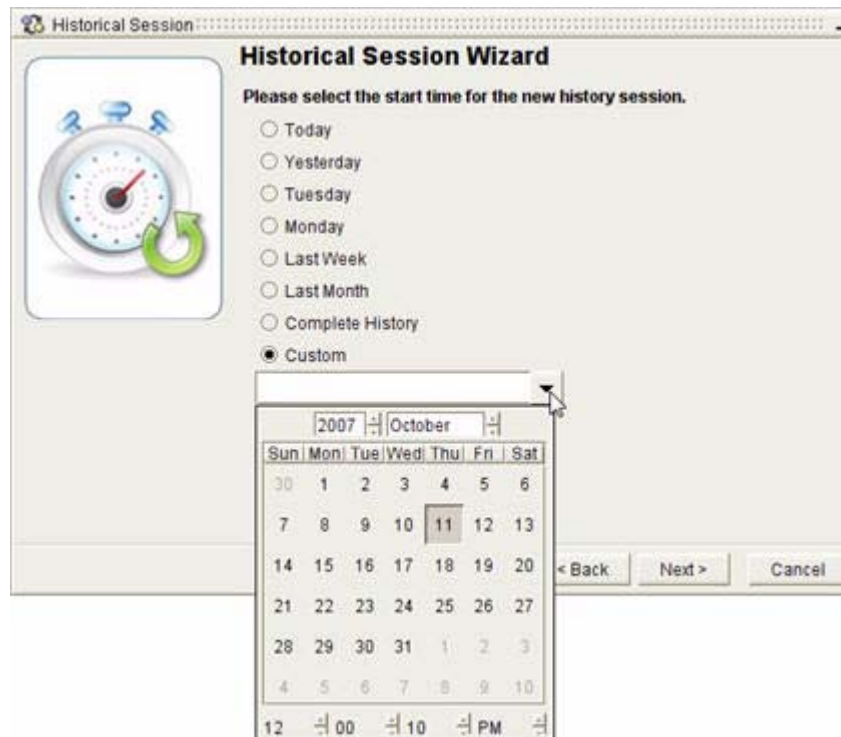 Historical Session
Historical Session Wizard
Please select the start time for the new history session.
Today
Yesterday
Tuesday
Monday
Last Week
Last Month
Complete History
Custom
2007 October
Sun Mon Tue Wed Thu Fri Sat
30 1 2 3 4 5 6
7 8 9 10 11 12 13
14 15 16 17 18 19 20
21 22 23 24 25 26 27
28 29 30 31 1 2 3
4 5 6 7 8 9 10
12 00 10 PM
< Back Next > Cancel